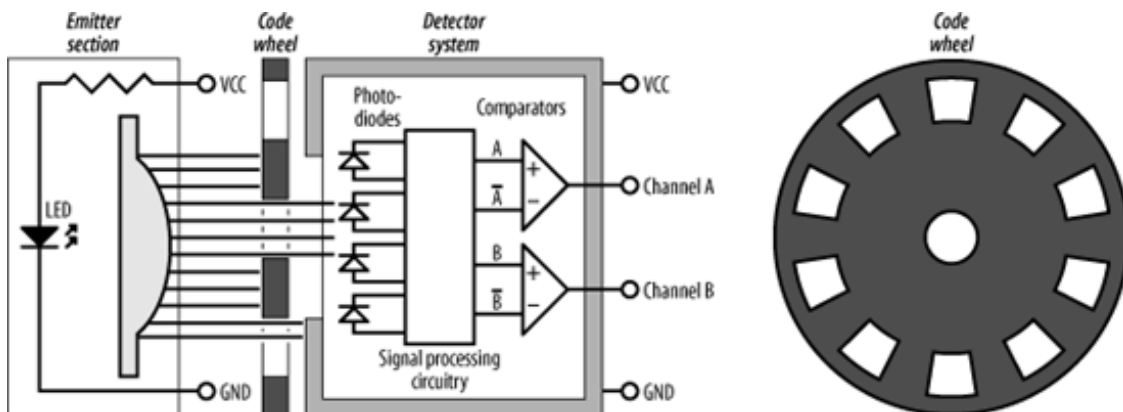 Emitter
section
Code
wheel
Detector
system
Code
wheel
VCC
VCC
Photo-
diodes
Comparators
LED
A
+
A̅
−
Channel A
B
+
B̅
−
Channel B
Signal processing
circuitry
GND
GND